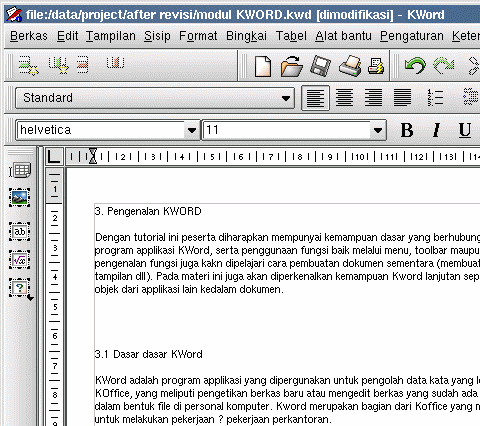 file:/data/project/after revisi/modul KWORD.kwd [dimodifikasi] - KWord
Berkas Edit Tampilan Sisip Format Bingkai Tabel Alat bantu Pengaturan
Standard
helvetica 11 B I U
3. Pengenalan KWORD
Dengan tutorial ini peserta diharapkan mempunyai kemampuan dasar yang
program applikasi KWord, serta penggunaan fungsi baik melalui menu, toolbar
pengenalan fungsi juga kakn dipelajari cara pembuatan dokumen sementara
tampilan dll). Pada materi ini juga akan diperkenalkan kemampuan Kword lanjutan
objek dari applikasi lain kedalam dokumen.
3.1 Dasar dasar KWord
KWord adalah program applikasi yang dipergunakan untuk pengolah data kata yang
KOffice, yang meliputi pengetikan berkas baru atau mengedit berkas yang sudah ada
dalam bentuk file di personal komputer. Kword merupakan bagian dari Koffice yang
untuk melakukan pekerjaan ? pekerjaan perkantoran.